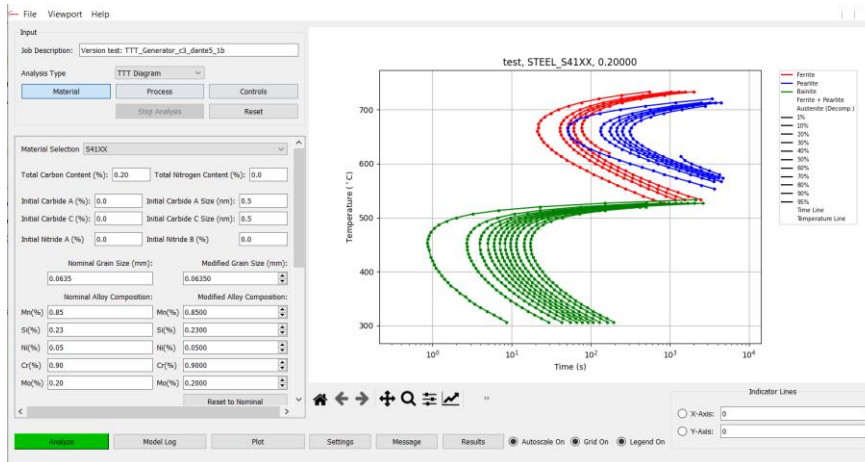 File Viewport Help
Input
Job Description: Version test: TTT_Generator_c3_dante5_1b
Analysis Type TTT Diagram
Material Process Controls
Stop Analysis Reset
Material Selection S41XX
Total Carbon Content (%): 0.20 Total Nitrogen Content (%): 0.0
Initial Carbide A (%): 0.0 Initial Carbide A Size (nm): 0.5
Initial Carbide C (%): 0.0 Initial Carbide C Size (nm): 0.5
Initial Nitride A (%) 0.0 Initial Nitride B (%) 0.0
Nominal Grain Size (mm): Modified Grain Size (mm):
0.0635 0.06350
Nominal Alloy Composition: Modified Alloy Composition:
Mn(%) 0.85 Mn(%) 0.8500
Si(%) 0.23 Si(%) 0.2300
Ni(%) 0.05 Ni(%) 0.0500
Cr(%) 0.90 Cr(%) 0.9000
Mo(%) 0.20 Mo(%) 0.2000
Reset to Nominal
test, STEEL_S41XX, 0.20000
Temperature (°C)
700
600
500
400
300
10⁰ 10¹ 10² 10³ 10⁴
Time (s)
Ferrite
Pearlite
Bainite
Ferrite + Pearlite
Austenite (Decomp.)
1%
10%
20%
30%
40%
50%
60%
70%
80%
90%
95%
Time Line
Temperature Line
Indicator Lines
X-Axis: 0
Y-Axis: 0
Analyze Model Log Plot Settings Message Results Autoscale On Grid On Legend On